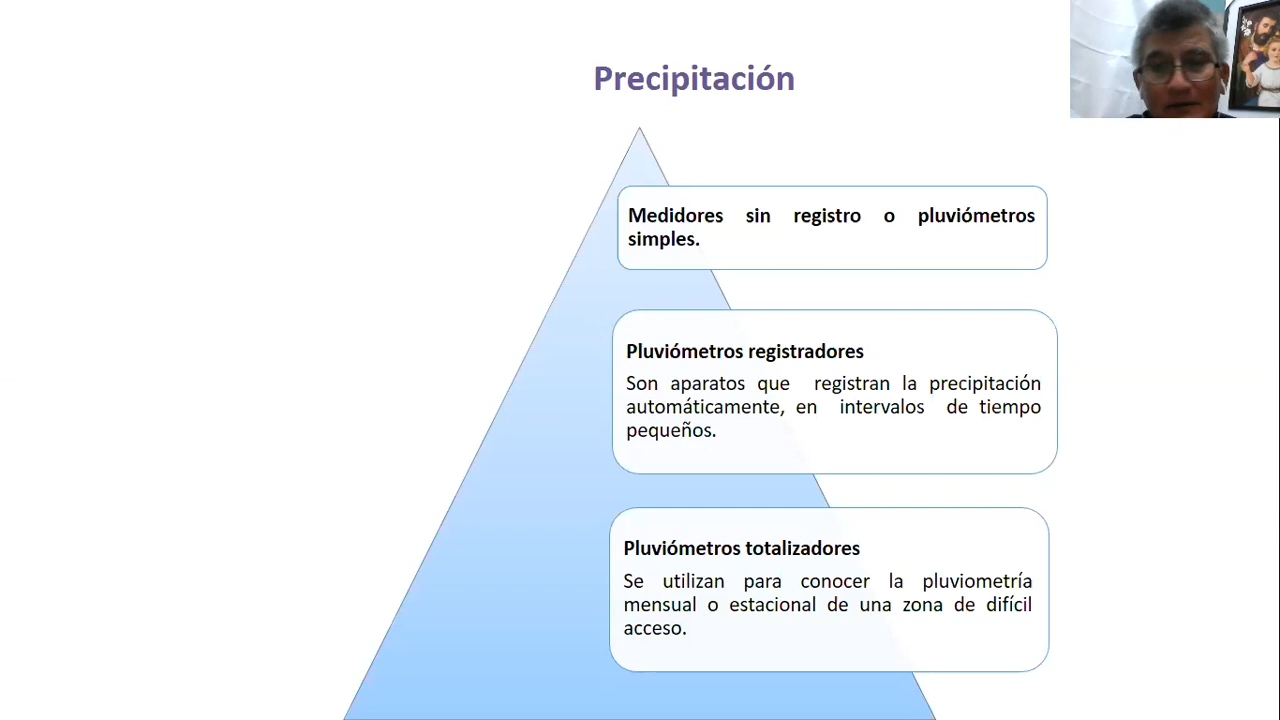 Precipitación
Medidores sin registro o pluviómetros
simples.
Pluviómetros registradores
Son aparatos que registran la precipitación
automáticamente, en intervalos de tiempo
pequeños.
Pluviómetros totalizadores
Se utilizan para conocer la pluviometría
mensual o estacional de una zona de difícil
acceso.